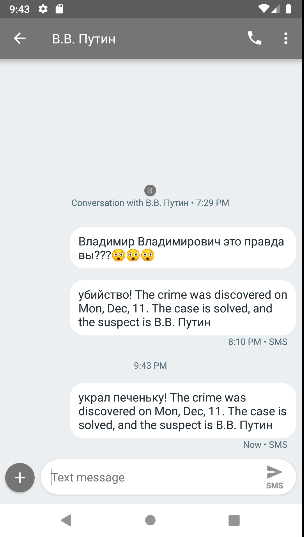 9:43
В.В. Путин
В
Conversation with В.В. Путин • 7:29 PM
Владимир Владимирович это правда
вы???😯😯😯
убийство! The crime was discovered on
Mon, Dec, 11. The case is solved, and
the suspect is В.В. Путин
8:10 PM • SMS
9:43 PM
украл печеньку! The crime was
discovered on Mon, Dec, 11. The case is
solved, and the suspect is В.В. Путин
Now • SMS
Text message
SMS